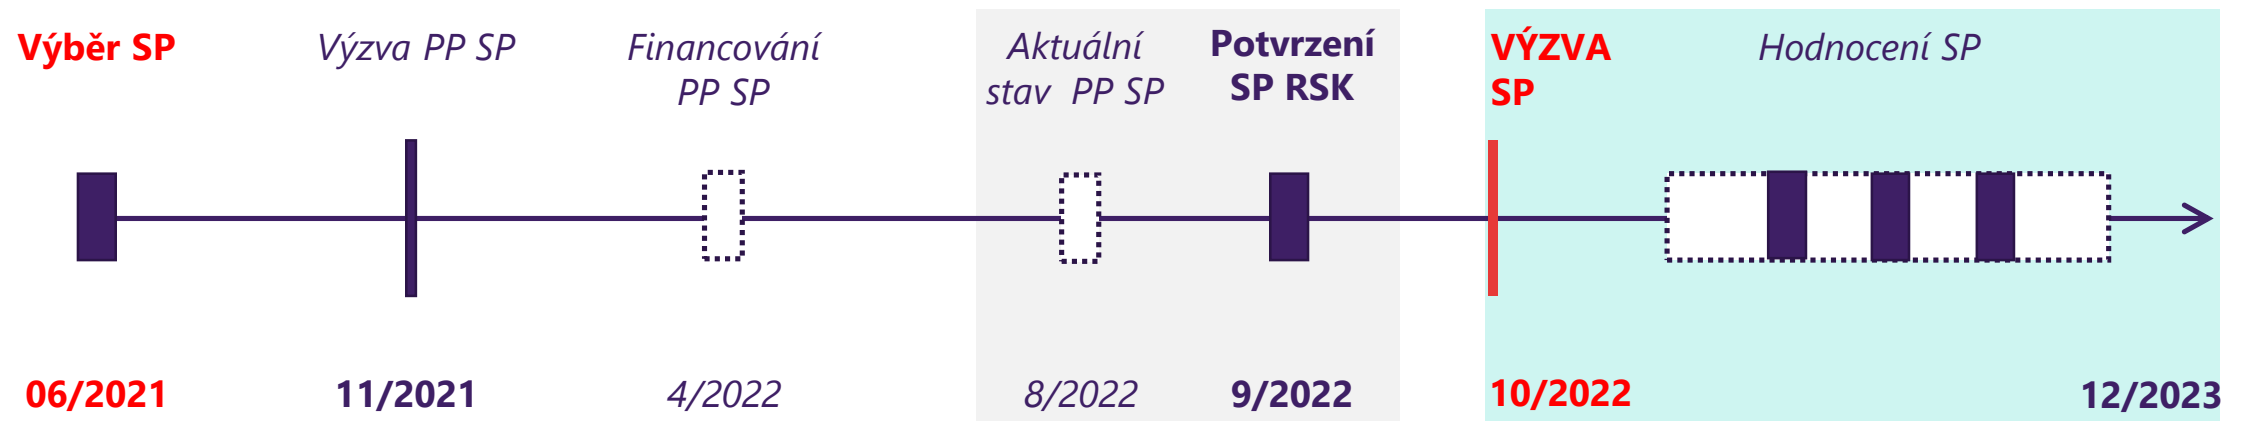 Výběr SP
Výzva PP SP
Financování
PP SP
Aktuální
stav PP SP
Potvrzení
SP RSK
VÝZVA
SP
Hodnocení SP
06/2021
11/2021
4/2022
8/2022
9/2022
10/2022
12/2023